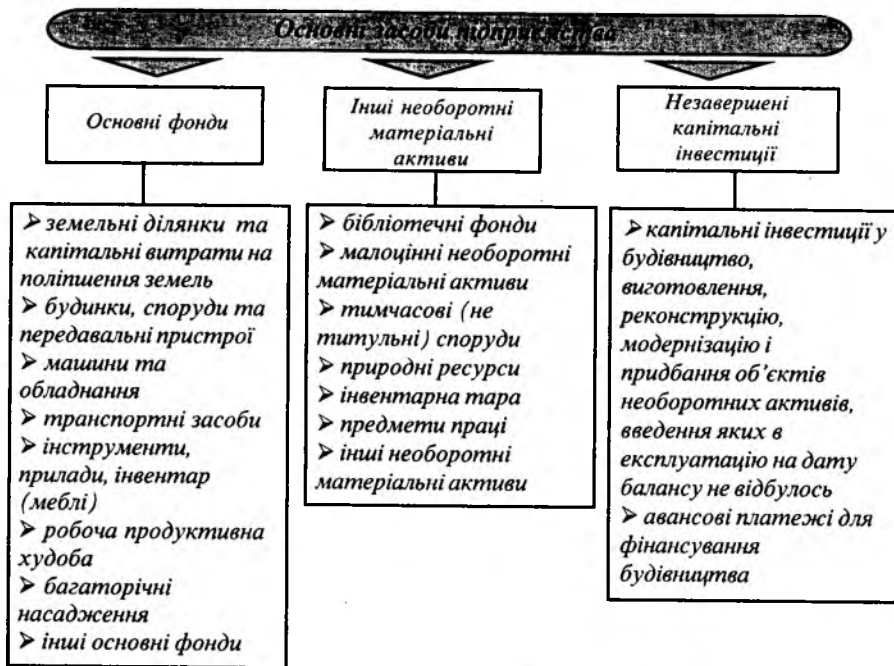 Основні засоби підприємства
Основні фонди
Інші необоротні
матеріальні
активи
Незавершені
капітальні
інвестиції
➢ земельні ділянки та
капітальні витрати на
поліпшення земель
➢ будинки, споруди та
передавальні пристрої
➢ машини та
обладнання
➢ транспортні засоби
➢ інструменти,
прилади, інвентар
(меблі)
➢ робоча продуктивна
худоба
➢ багаторічні
насадження
➢ інші основні фонди
➢ бібліотечні фонди
➢ малоцінні необоротні
матеріальні активи
➢ тимчасові (не
титульні) споруди
➢ природні ресурси
➢ інвентарна тара
➢ предмети праці
➢ інші необоротні
матеріальні активи
➢ капітальні інвестиції у
будівництво,
виготовлення,
реконструкцію,
модернізацію і
придбання об’єктів
необоротних активів,
введення яких в
експлуатацію на дату
балансу не відбулось
➢ авансові платежі для
фінансування
будівництва